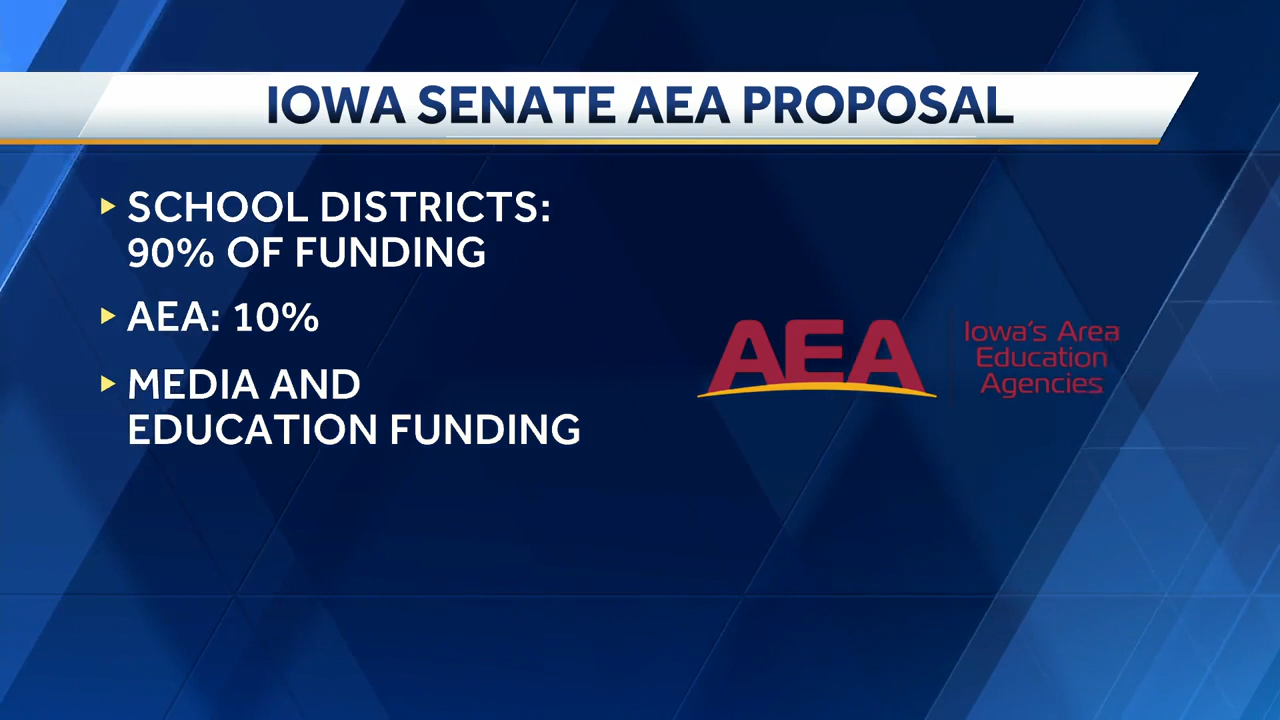 IOWA SENATE AEA PROPOSAL
SCHOOL DISTRICTS:
90% OF FUNDING
AEA: 10%
MEDIA AND
EDUCATION FUNDING
AEA
Iowa's Area
Education
Agencies